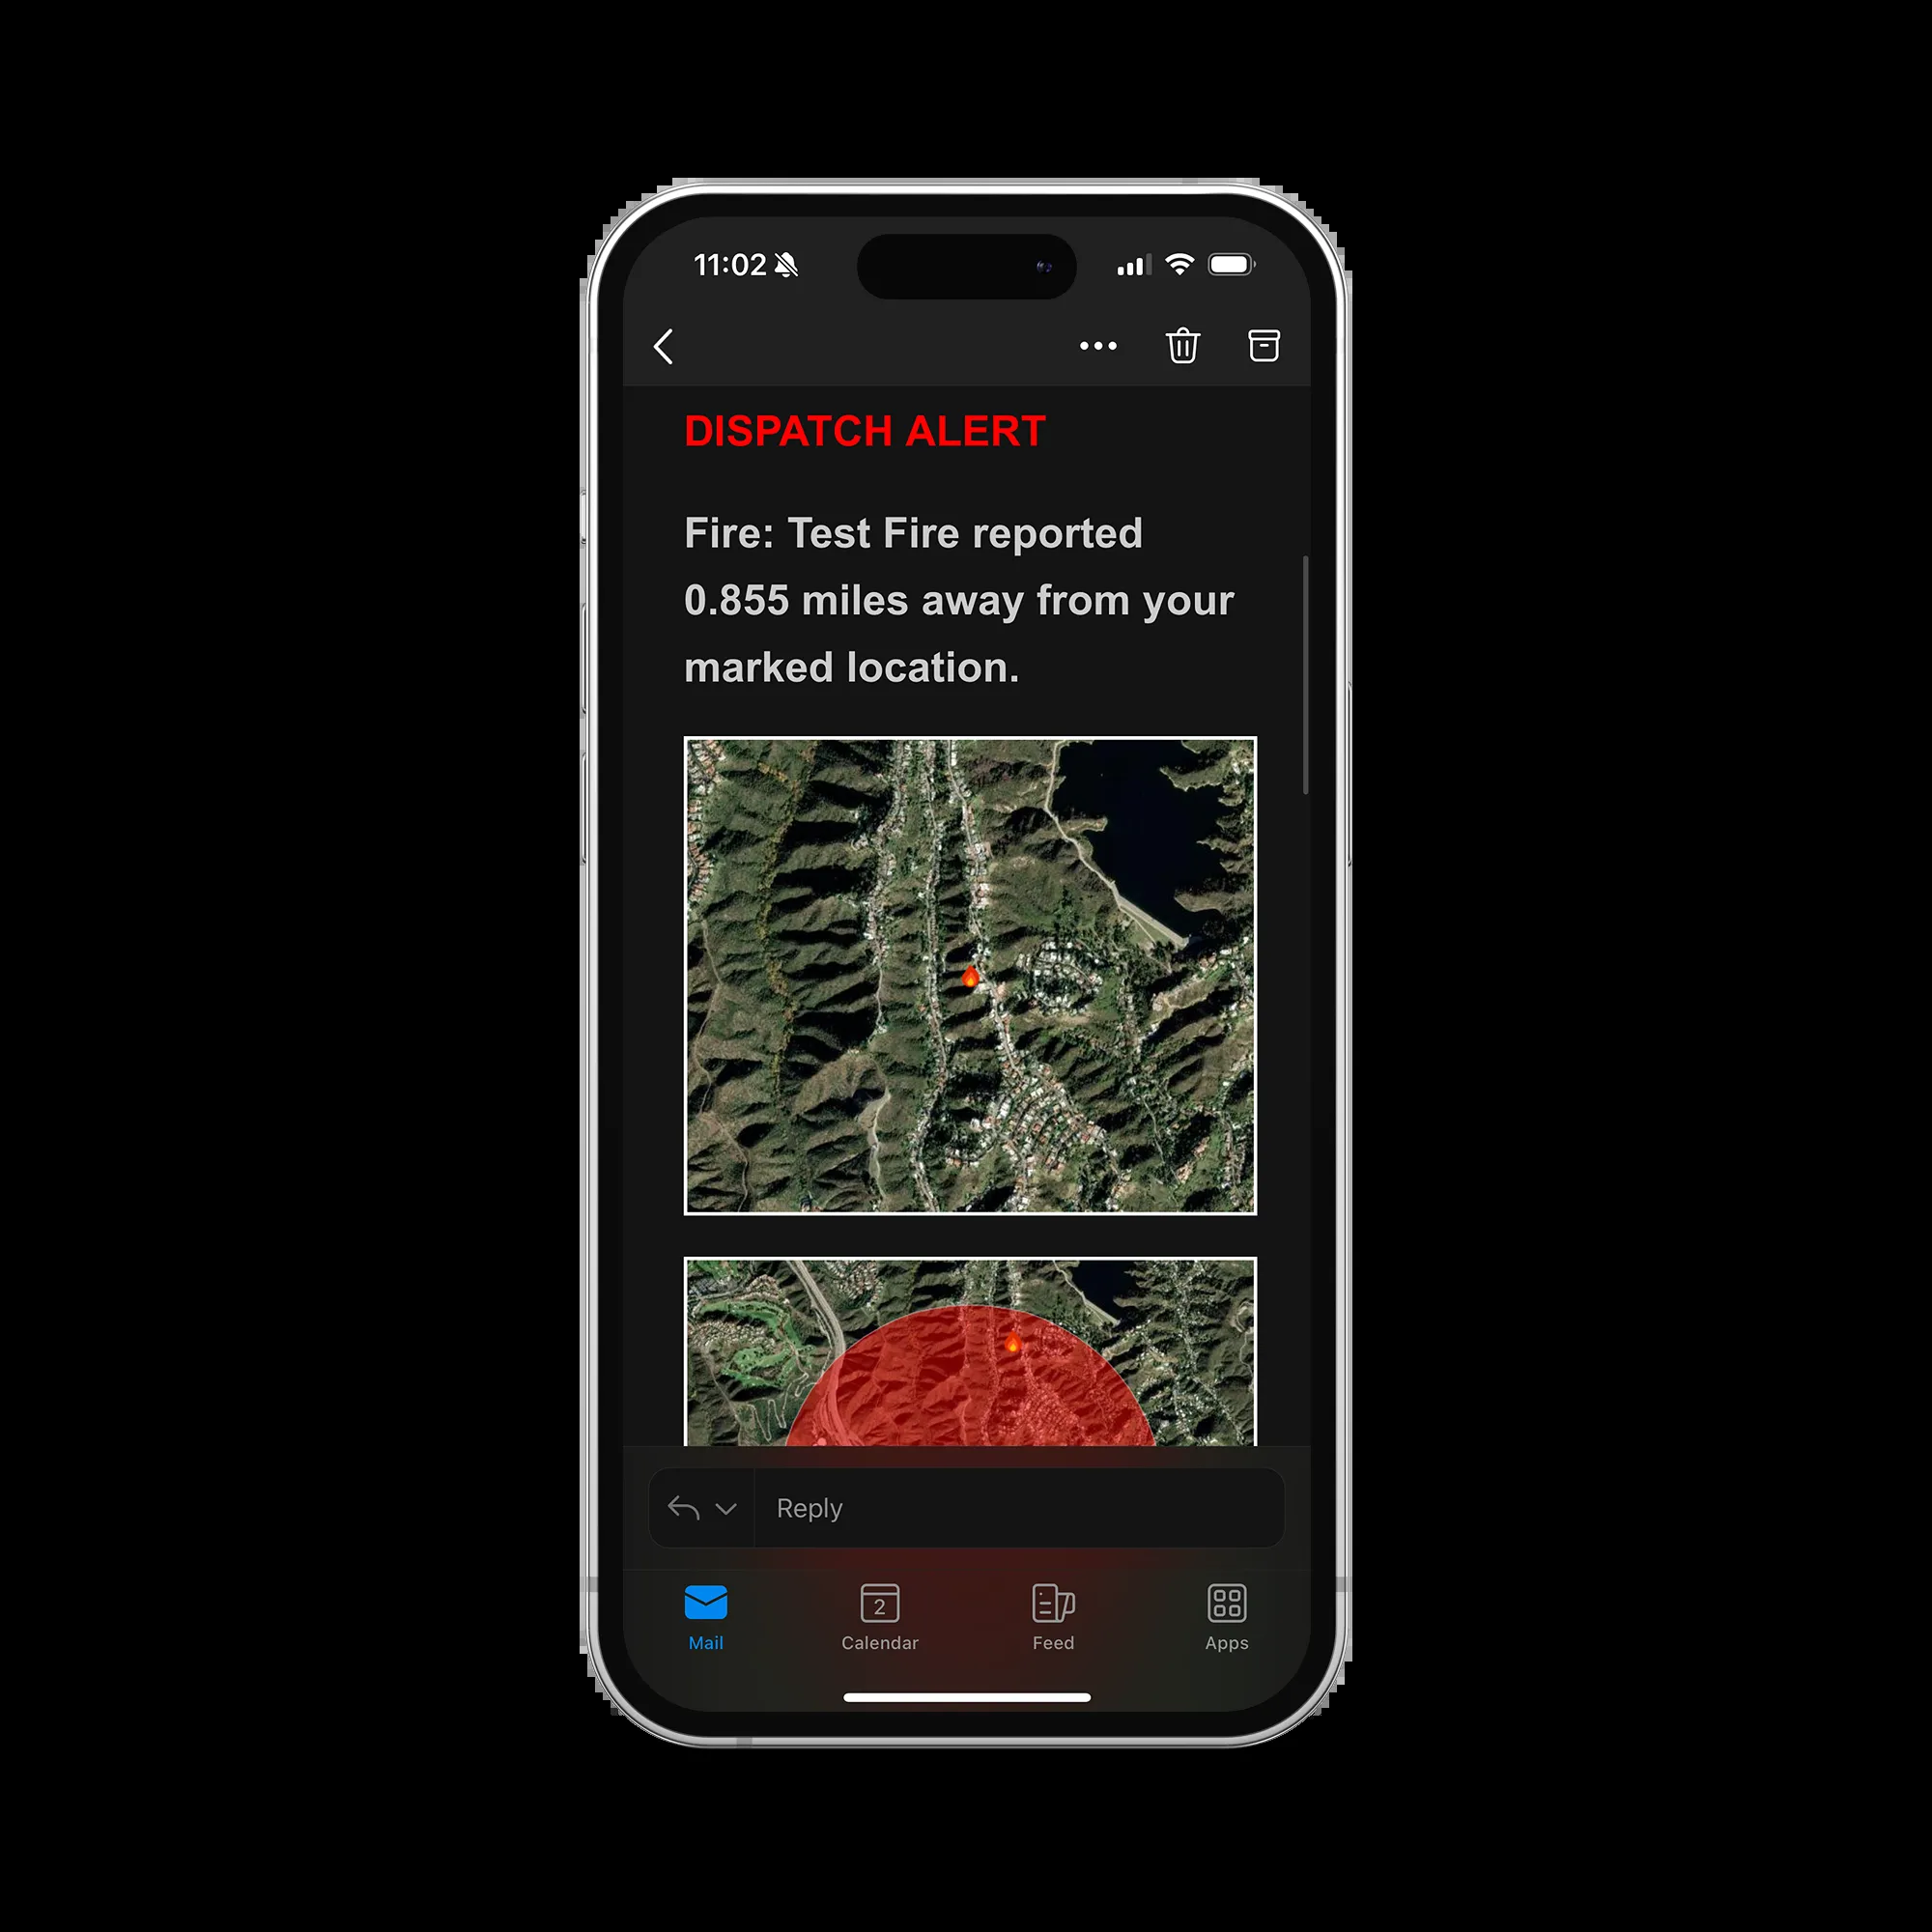 11:02
DISPATCH ALERT
Fire: Test Fire reported
0.855 miles away from your
marked location.
Reply
2
Mail
Calendar
Feed
Apps